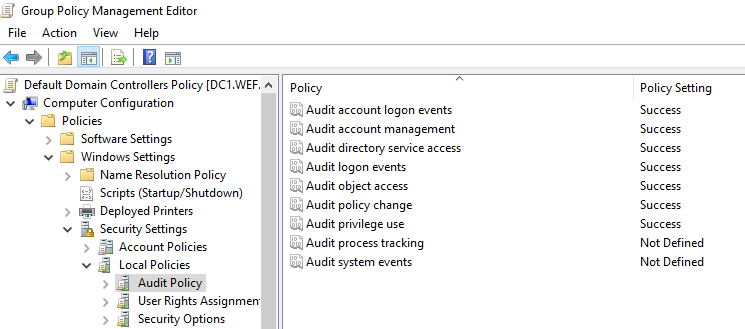 Group Policy Management Editor
File Action View Help
Default Domain Controllers Policy [DC1.WEF.
Computer Configuration
Policies
Software Settings
Windows Settings
Name Resolution Policy
Scripts (Startup/Shutdown)
Deployed Printers
Security Settings
Account Policies
Local Policies
Audit Policy
User Rights Assignmen
Security Options
Policy Policy Setting
Audit account logon events Success
Audit account management Success
Audit directory service access Success
Audit logon events Success
Audit object access Success
Audit policy change Success
Audit privilege use Success
Audit process tracking Not Defined
Audit system events Not Defined